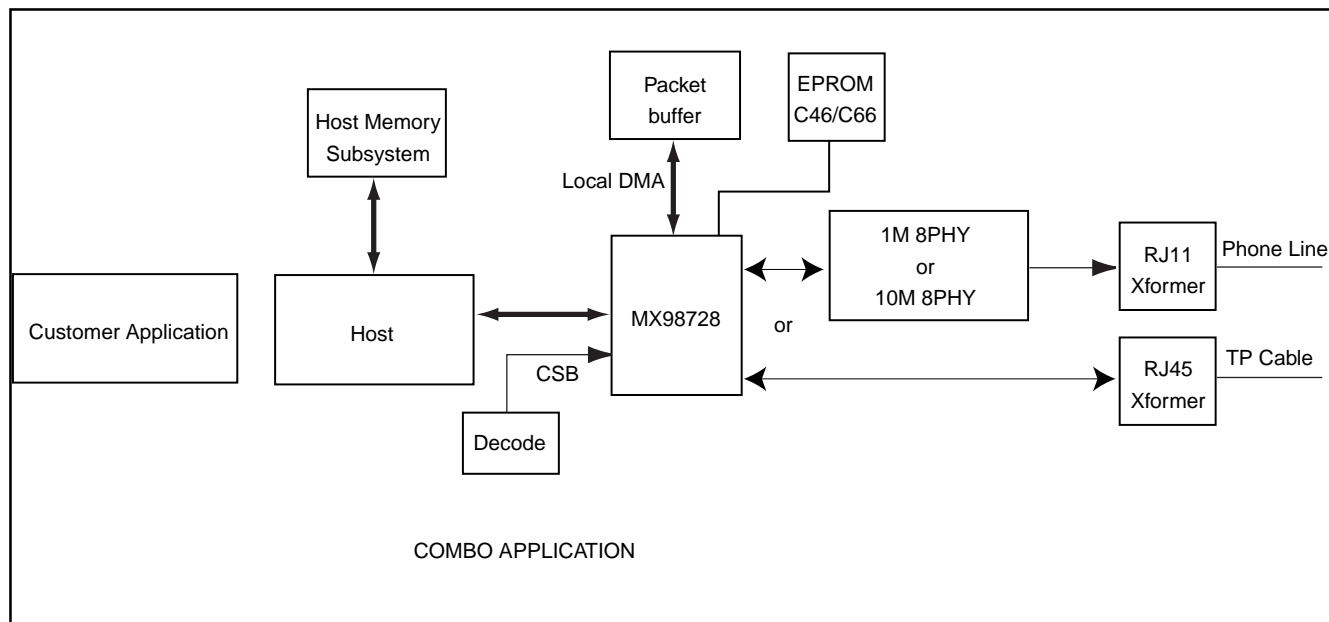 Packet
buffer
EPROM
C46/C66
Host Memory
Subsystem
Local DMA
1M 8PHY
or
10M 8PHY
RJ11
Xformer
Phone Line
Customer Application
Host
MX98728
or
CSB
RJ45
Xformer
TP Cable
Decode
COMBO APPLICATION